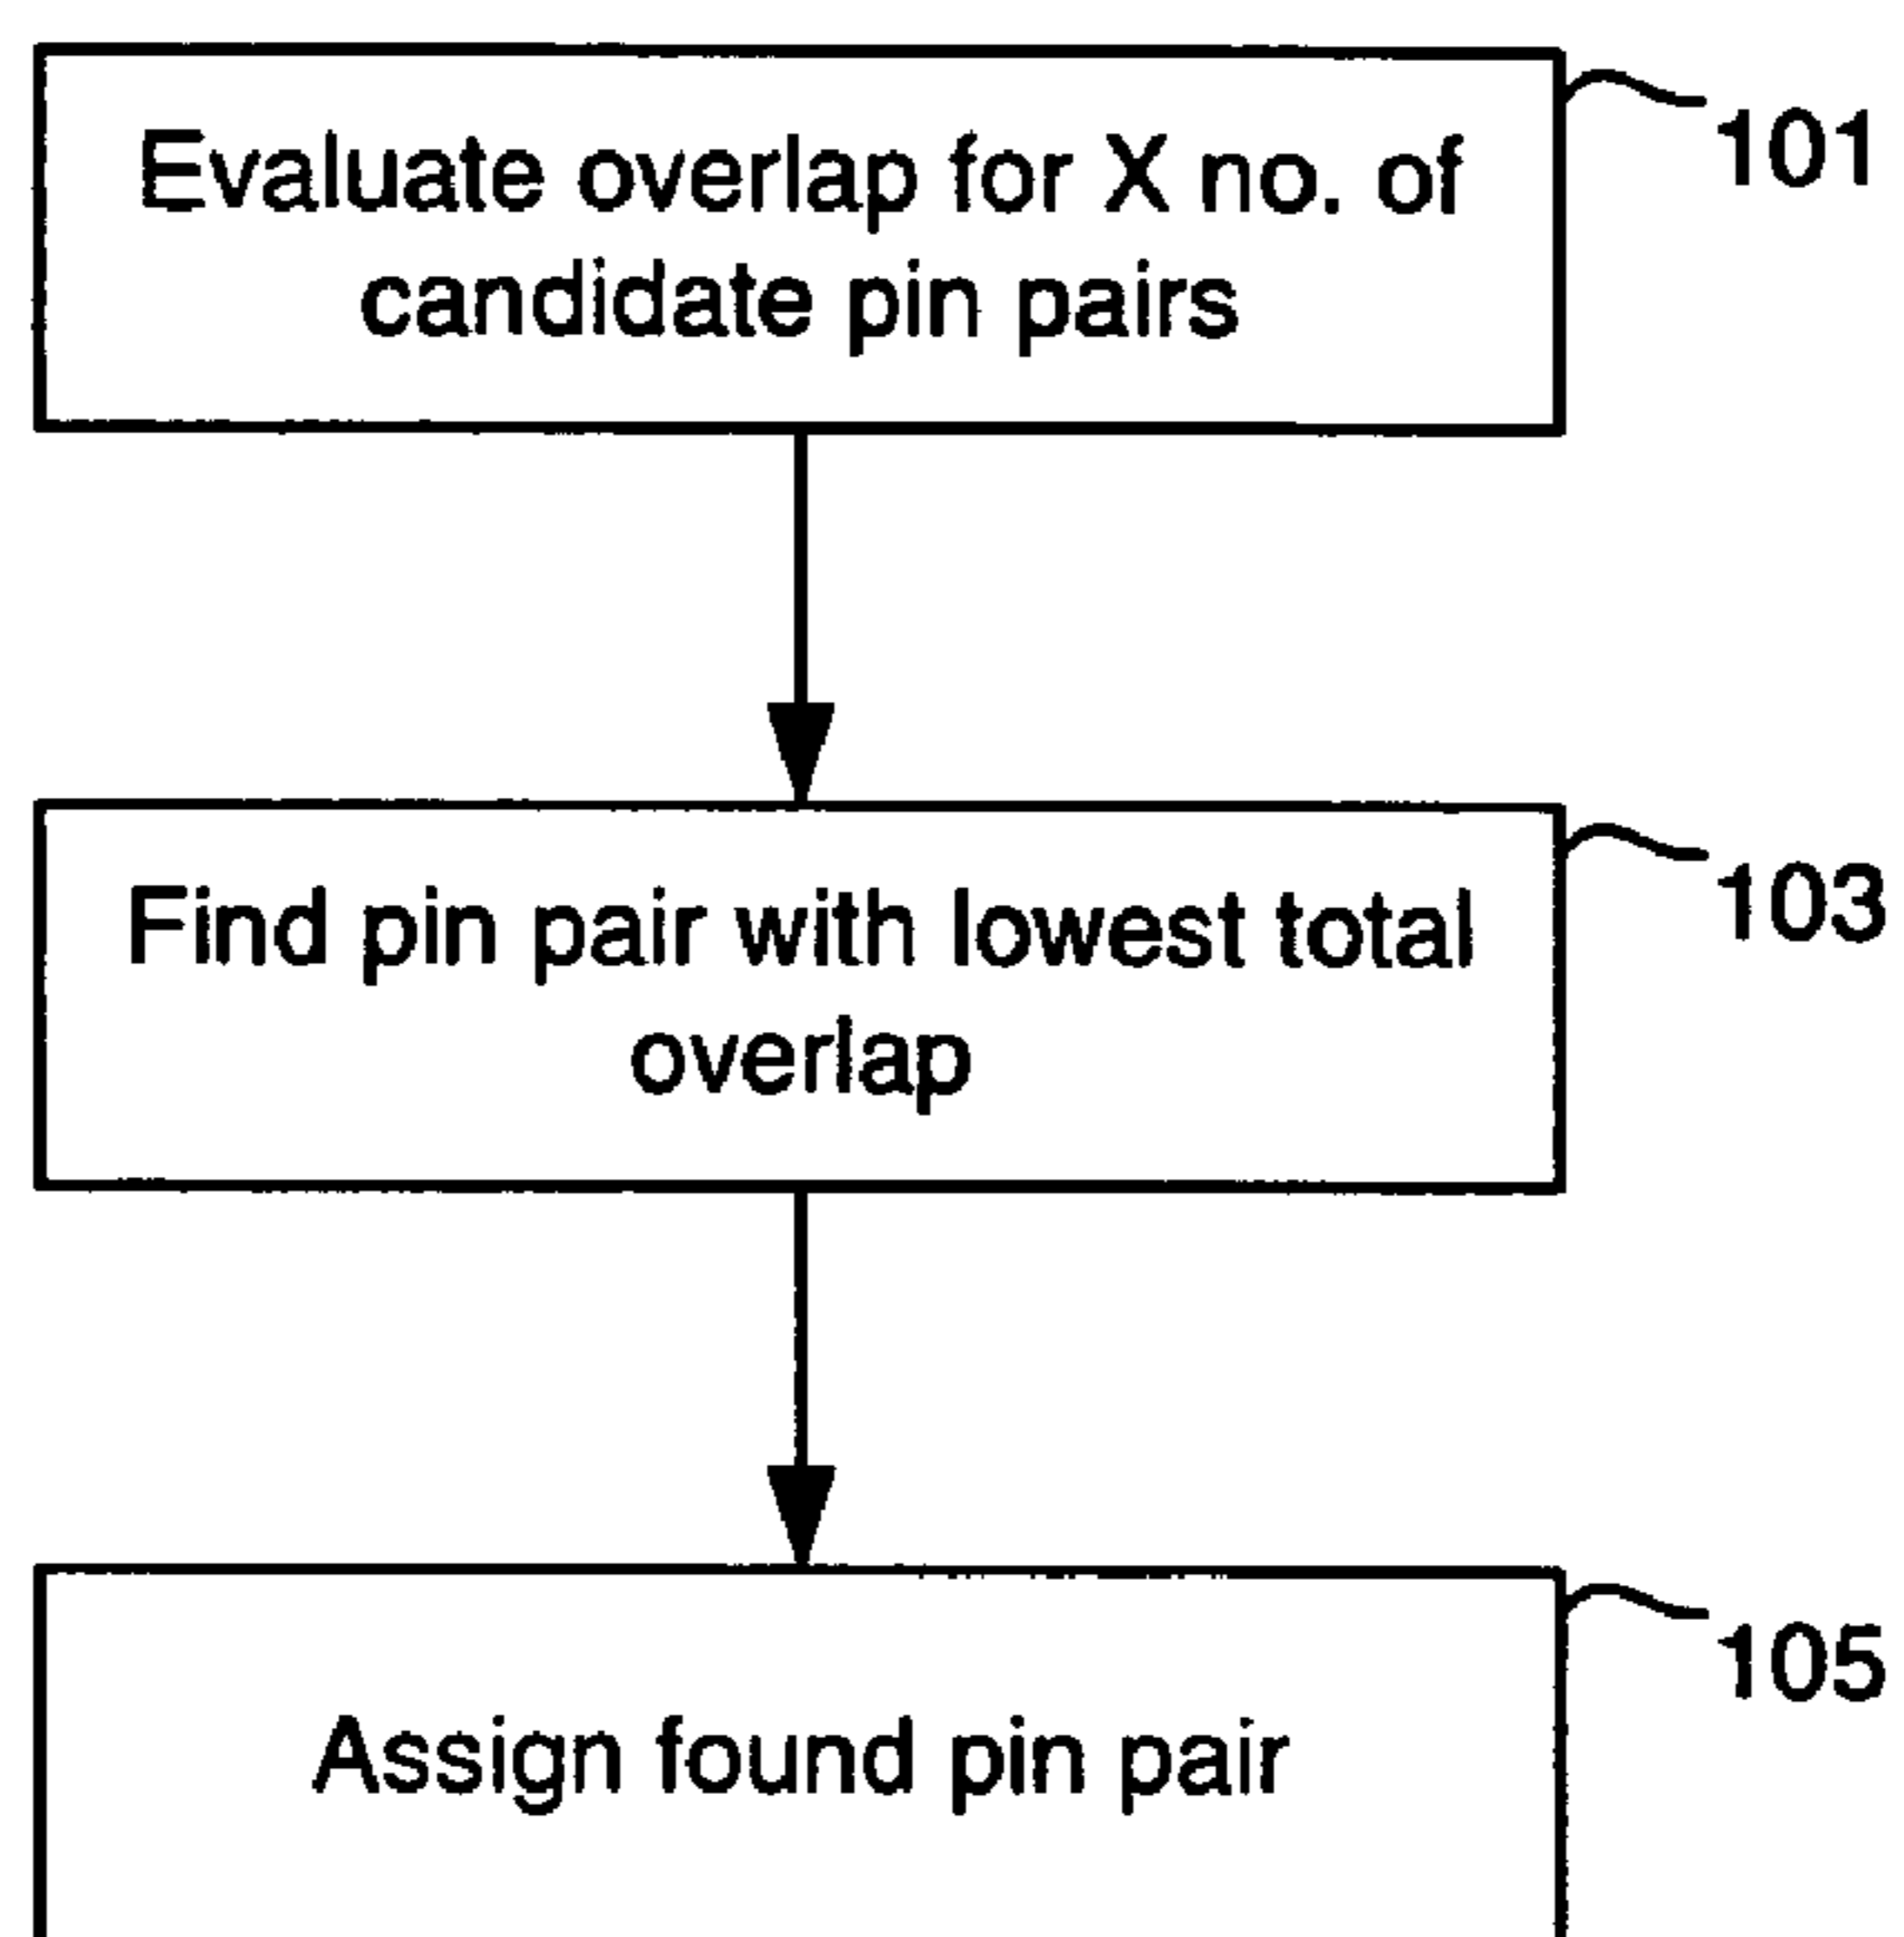 Evaluate overlap for X no. of
candidate pin pairs
101
Find pin pair with lowest total
overlap
103
Assign found pin pair
105